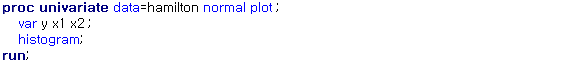 proc univariate data=hamilton normal plot;
var y x1 x2;
histogram;
run;